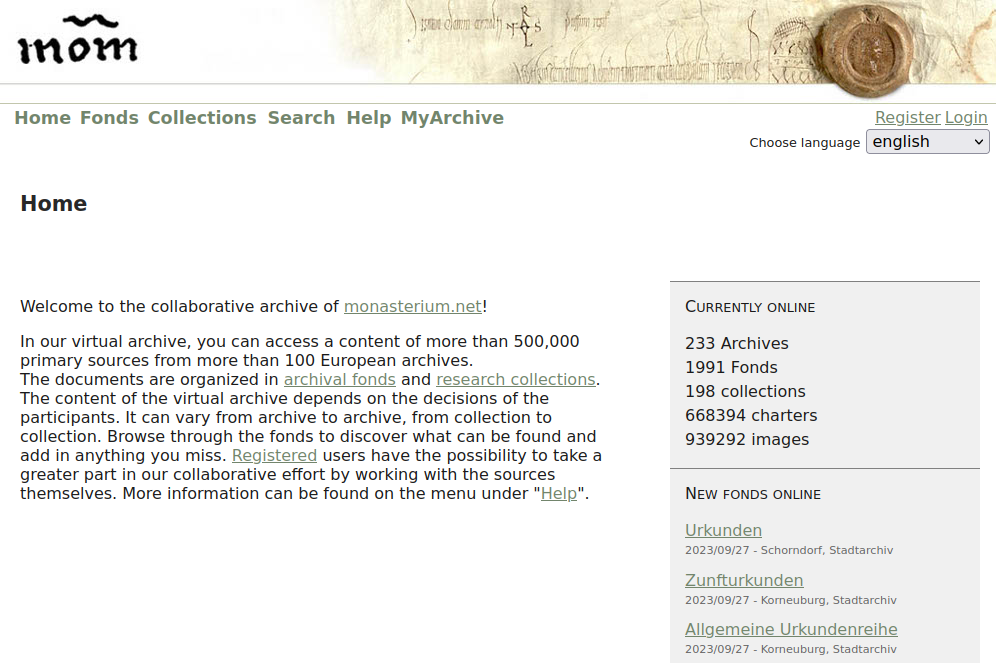 mom
Home Fonds Collections Search Help MyArchive
Register Login
Choose language english
Home
Welcome to the collaborative archive of monasterium.net!
In our virtual archive, you can access a content of more than 500,000
primary sources from more than 100 European archives.
The documents are organized in archival fonds and research collections.
The content of the virtual archive depends on the decisions of the
participants. It can vary from archive to archive, from collection to
collection. Browse through the fonds to discover what can be found and
add in anything you miss. Registered users have the possibility to take a
greater part in our collaborative effort by working with the sources
themselves. More information can be found on the menu under "Help".
Currently online
233 Archives
1991 Fonds
198 collections
668394 charters
939292 images
New fonds online
Urkunden
2023/09/27 - Schorndorf, Stadtarchiv
Zunfturkunden
2023/09/27 - Korneuburg, Stadtarchiv
Allgemeine Urkundenreihe
2023/09/27 - Korneuburg, Stadtarchiv